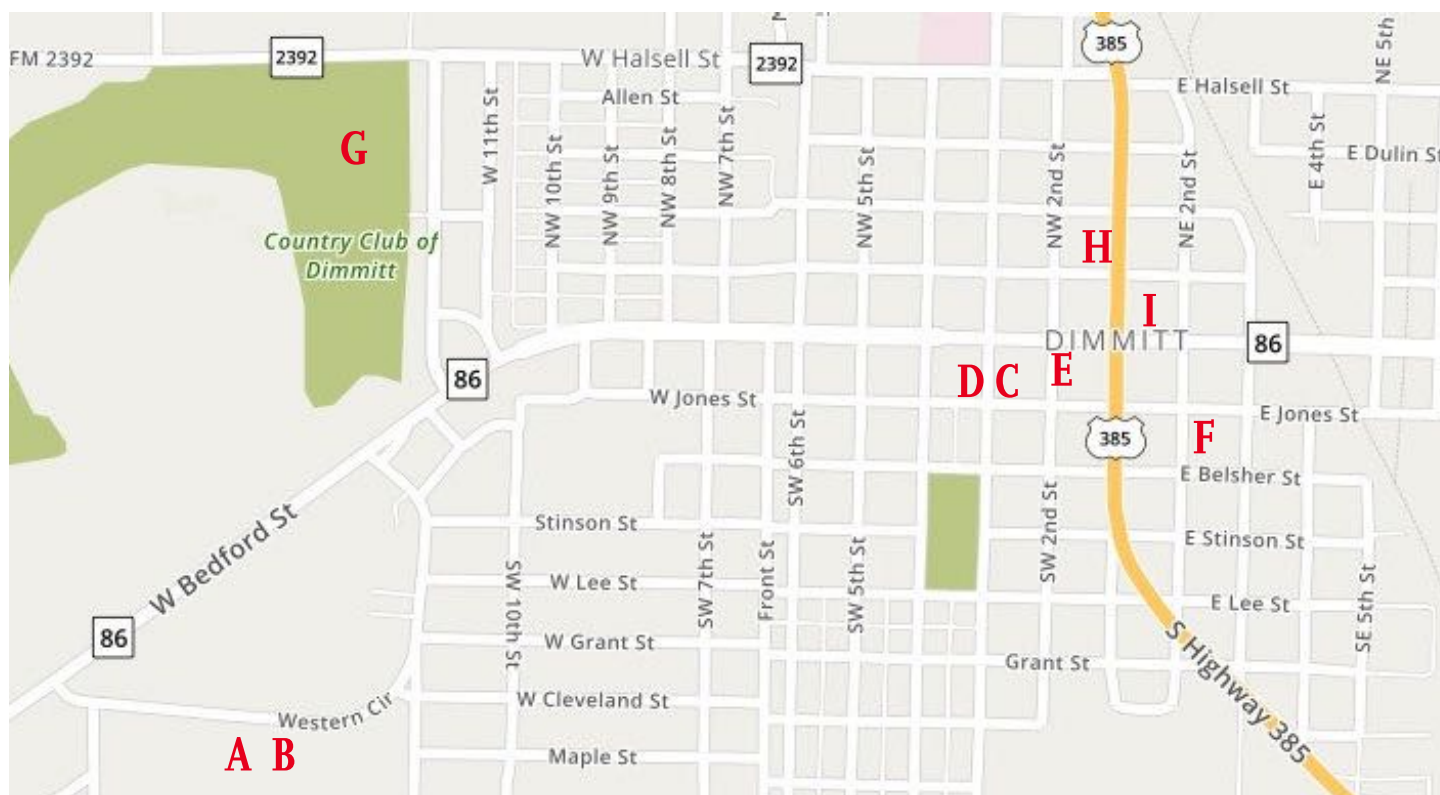 385
NE 5th
FM 2392
2392
W Halsell St
2392
E Halsell St
Allen St
W 11th St
NW 10th St
NW 9th St
NW 8th St
NW 7th St
NW 5th St
NW 2nd St
NE 2nd St
E 4th St
E Dulin St
G
Country Club of
Dimmitt
H
I
DIMMITT
86
86
D
C
E
W Jones St
E Jones St
385
F
SW 6th St
E Belsher St
W Bedford St
Stinson St
SW 2nd St
E Stinson St
SW 10th St
W Lee St
SW 7th St
Front St
SW 5th St
E Lee St
SE 5th St
86
W Grant St
Grant St
S Highway 385
Western Cir
W Cleveland St
A
B
Maple St